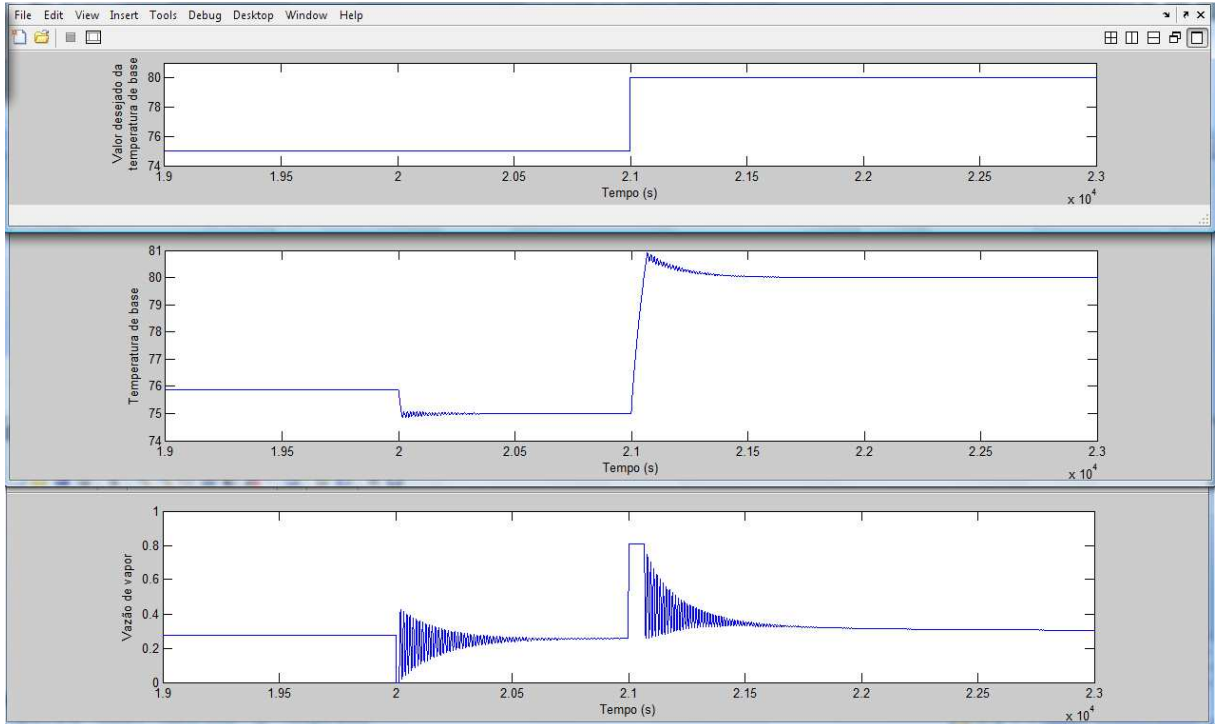 File Edit View Insert Tools Debug Desktop Window Help
Valor desejado da
temperatura de base
80
78
76
74
1.9 1.95 2 2.05 2.1 2.15 2.2 2.25 2.3
Tempo (s)
x 10^4
Temperatura de base
81
80
79
78
77
76
75
74
1.9 1.95 2 2.05 2.1 2.15 2.2 2.25 2.3
Tempo (s)
x 10^4
Vazão de vapor
1
0.8
0.6
0.4
0.2
0
1.9 1.95 2 2.05 2.1 2.15 2.2 2.25 2.3
Tempo (s)
x 10^4